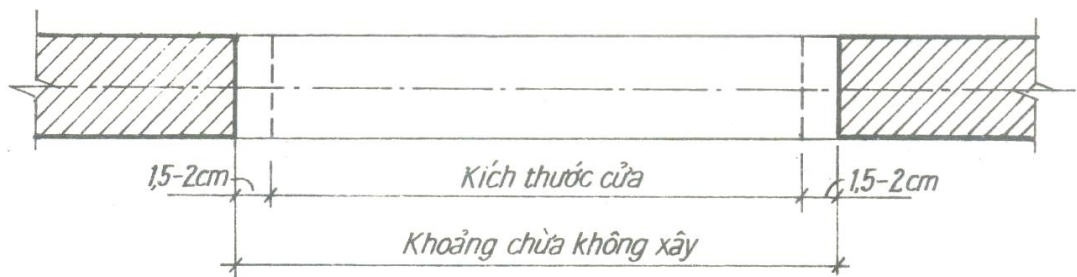 1,5-2cm
Kích thước cửa
1,5-2cm
Khoảng chừa không xây